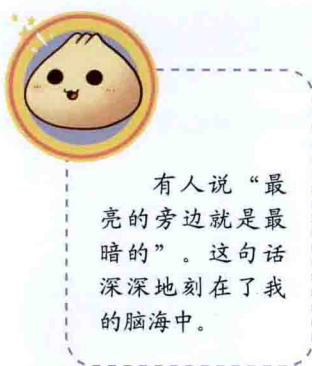 有人说“最
亮的旁边就是最
暗的”。这句话
深深地刻在了我
的脑海中。